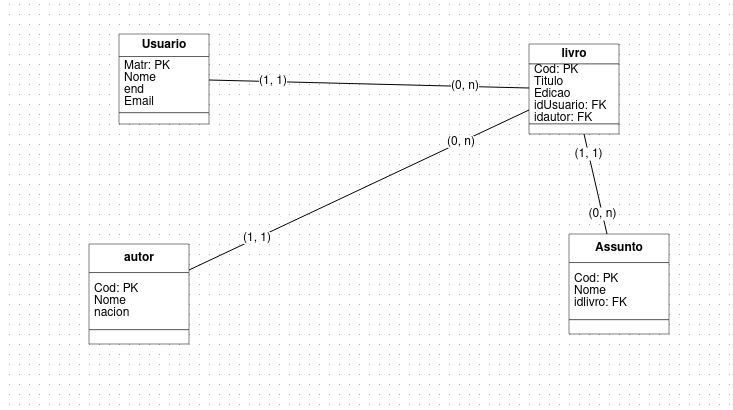 Usuario
Matr: PK
Nome
end
Email
(1, 1)
(0, n)
livro
Cod: PK
Titulo
Edicao
idUsuario: FK
idautor: FK
(0, n)
(1, 1)
(1, 1)
(0, n)
autor
Cod: PK
Nome
nacion
Assunto
Cod: PK
Nome
idlivro: FK